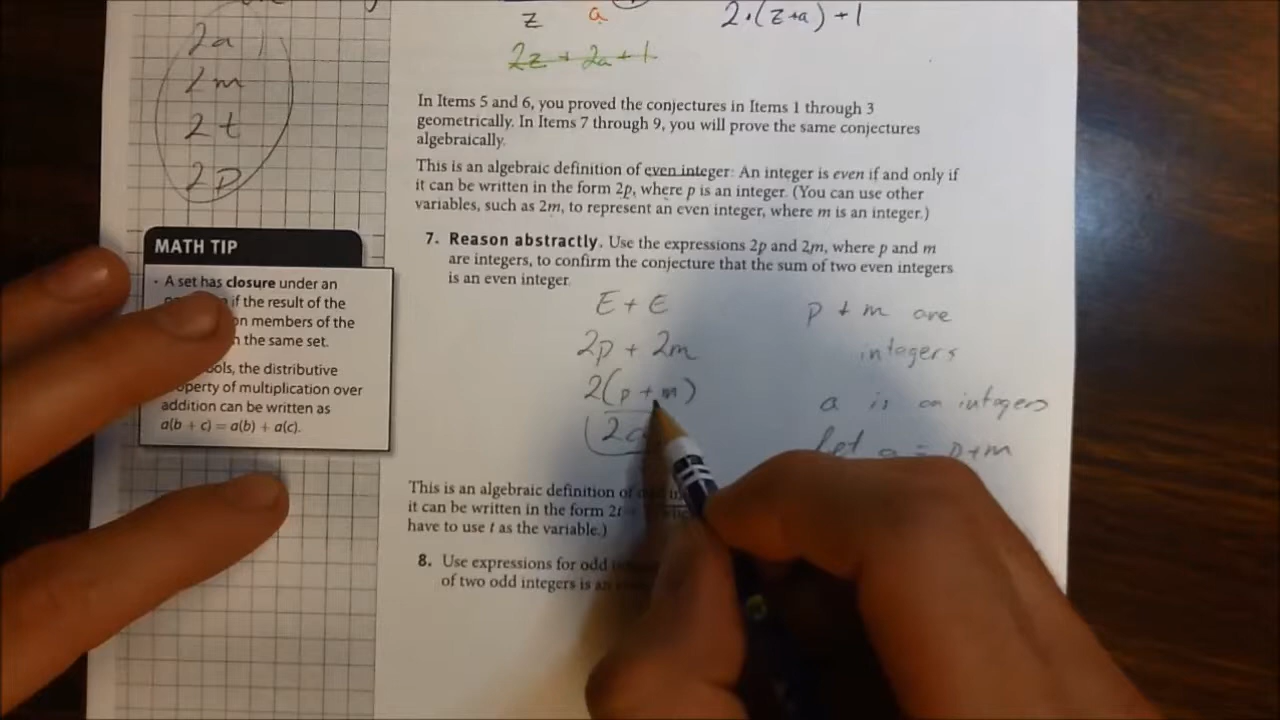 z a 2·(z+a)+1
2z + 2a + 1
2a
2m
2t
2p
In Items 5 and 6, you proved the conjectures in Items 1 through 3
geometrically. In Items 7 through 9, you will prove the same conjectures
algebraically.
This is an algebraic definition of even integer: An integer is even if and only if
it can be written in the form 2p, where p is an integer. (You can use other
variables, such as 2m, to represent an even integer, where m is an integer.)
7. Reason abstractly. Use the expressions 2p and 2m, where p and m
are integers, to confirm the conjecture that the sum of two even integers
is an even integer.
E + E
2p + 2m
2(p + m)
2a
p + m are
integers
a is an integers
Let a = p+m
MATH TIP
• A set has closure under an
if the result of the
on members of the
the same set.
the distributive
property of multiplication over
addition can be written as
a(b + c) = a(b) + a(c).
This is an algebraic definition of
it can be written in the form 2t
have to use t as the variable.)
8. Use expressions for odd
of two odd integers is an